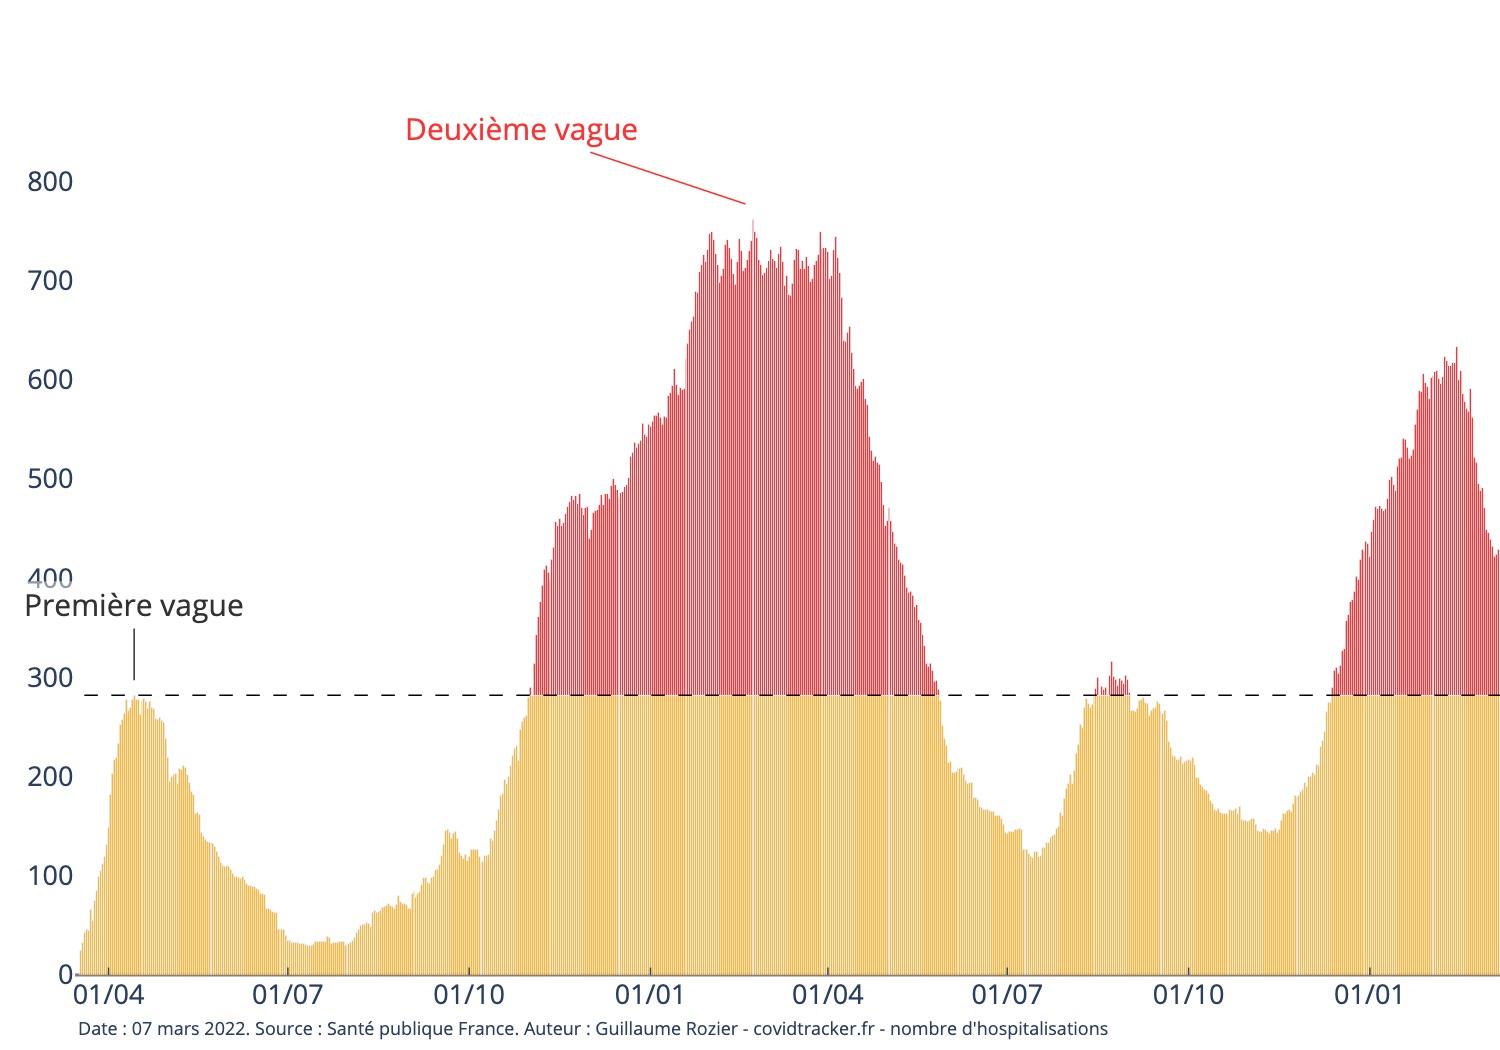 Deuxième vague
800
700
600
500
400
Première vague
300
200
100
0
01/04 01/07 01/10 01/01 01/04 01/07 01/10 01/01
Date : 07 mars 2022. Source : Santé publique France. Auteur : Guillaume Rozier - covidtracker.fr - nombre d'hospitalisations